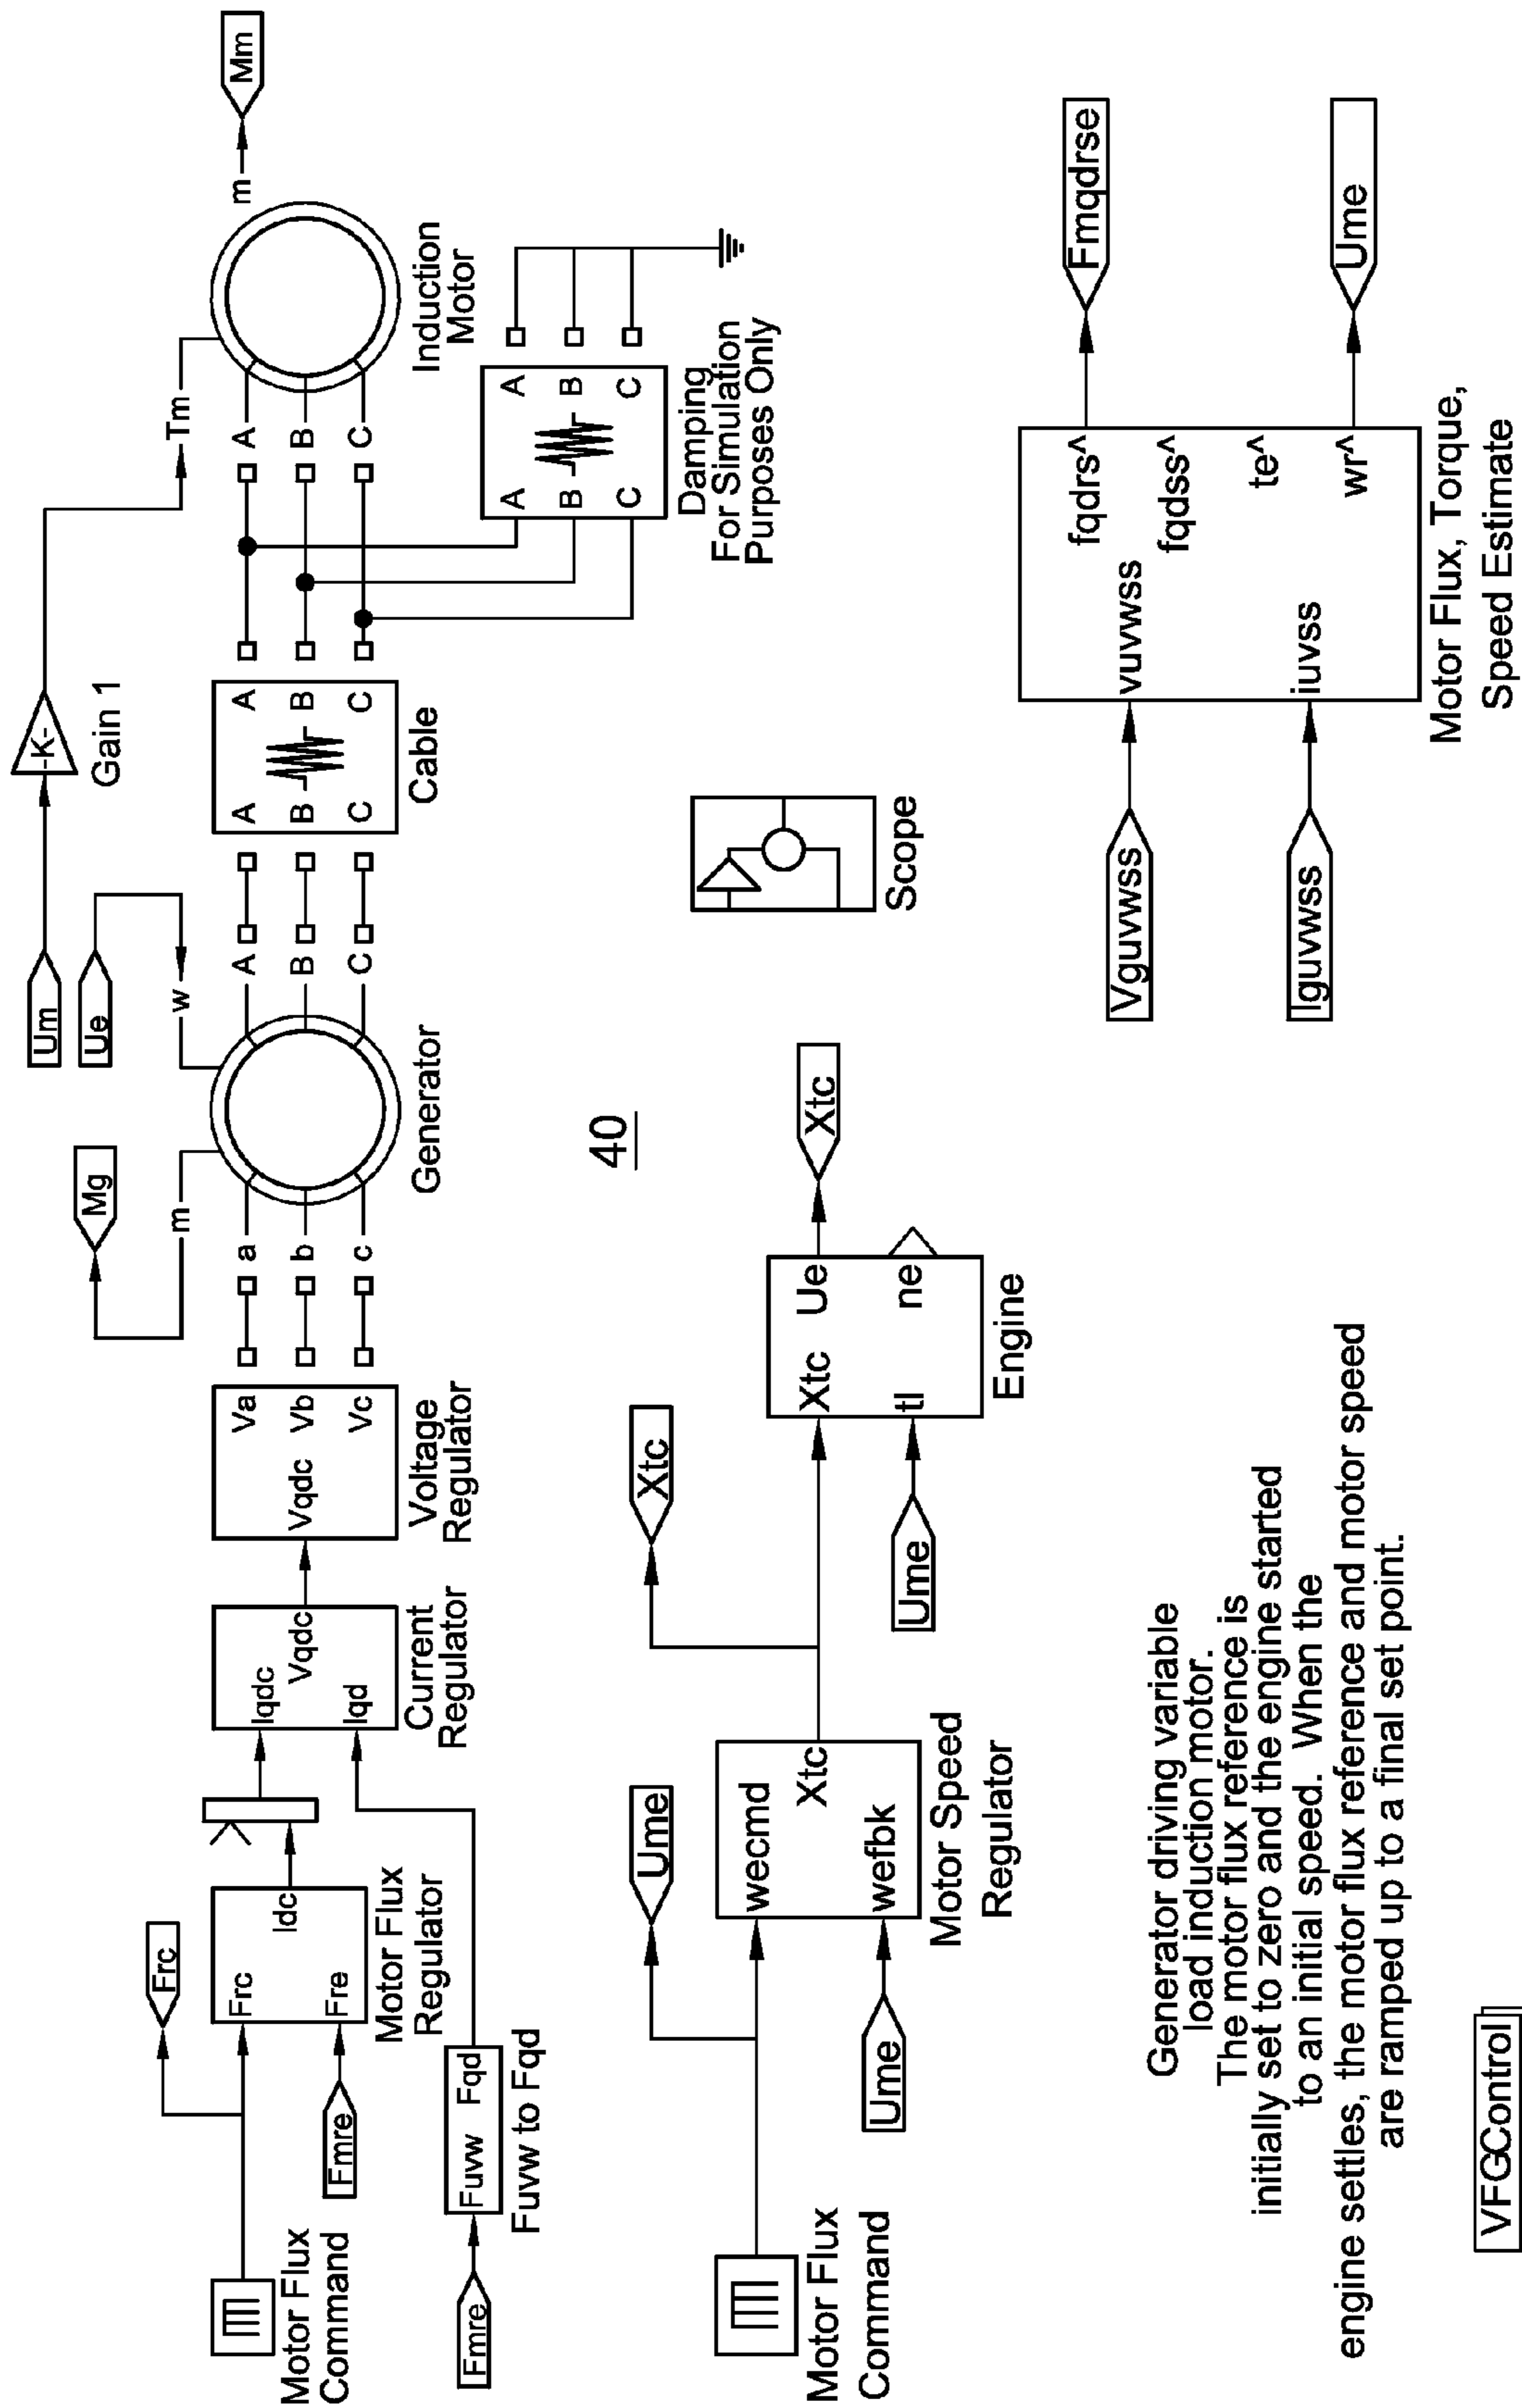 Um
-K-
Gain 1
Ue
Mg
m
w
Tm
m
Mm
Frc
Motor Flux
Command
Fmre
Frc
Fre
Idc
Motor Flux
Regulator
Iqdc
Vqdc
Iqd
Current
Regulator
Vqdc
Va
Vb
Vc
Voltage
Regulator
a
b
c
Generator
A
B
C
A A
B B
C C
Cable
A
B
C
Induction
Motor
A A
B B
C C
Damping
For Simulation
Purposes Only
Fmre
Fuvw Fqd
Fuvw to Fqd
40
Motor Flux
Command
Ume
Ume
wecmd
Xtc
wefbk
Motor Speed
Regulator
Xtc
Ume
Xtc Ue
tl ne
Engine
Xtc
Scope
Generator driving variable
load induction motor.
The motor flux reference is
initially set to zero and the engine started
to an initial speed. When the
engine settles, the motor flux reference and motor speed
are ramped up to a final set point.
Vguvwss
Iguvwss
vuvwss
iuvss
fqdrs^
fqdss^
te^
wr^
Motor Flux, Torque,
Speed Estimate
Fmqdrse
Ume
VFGControl